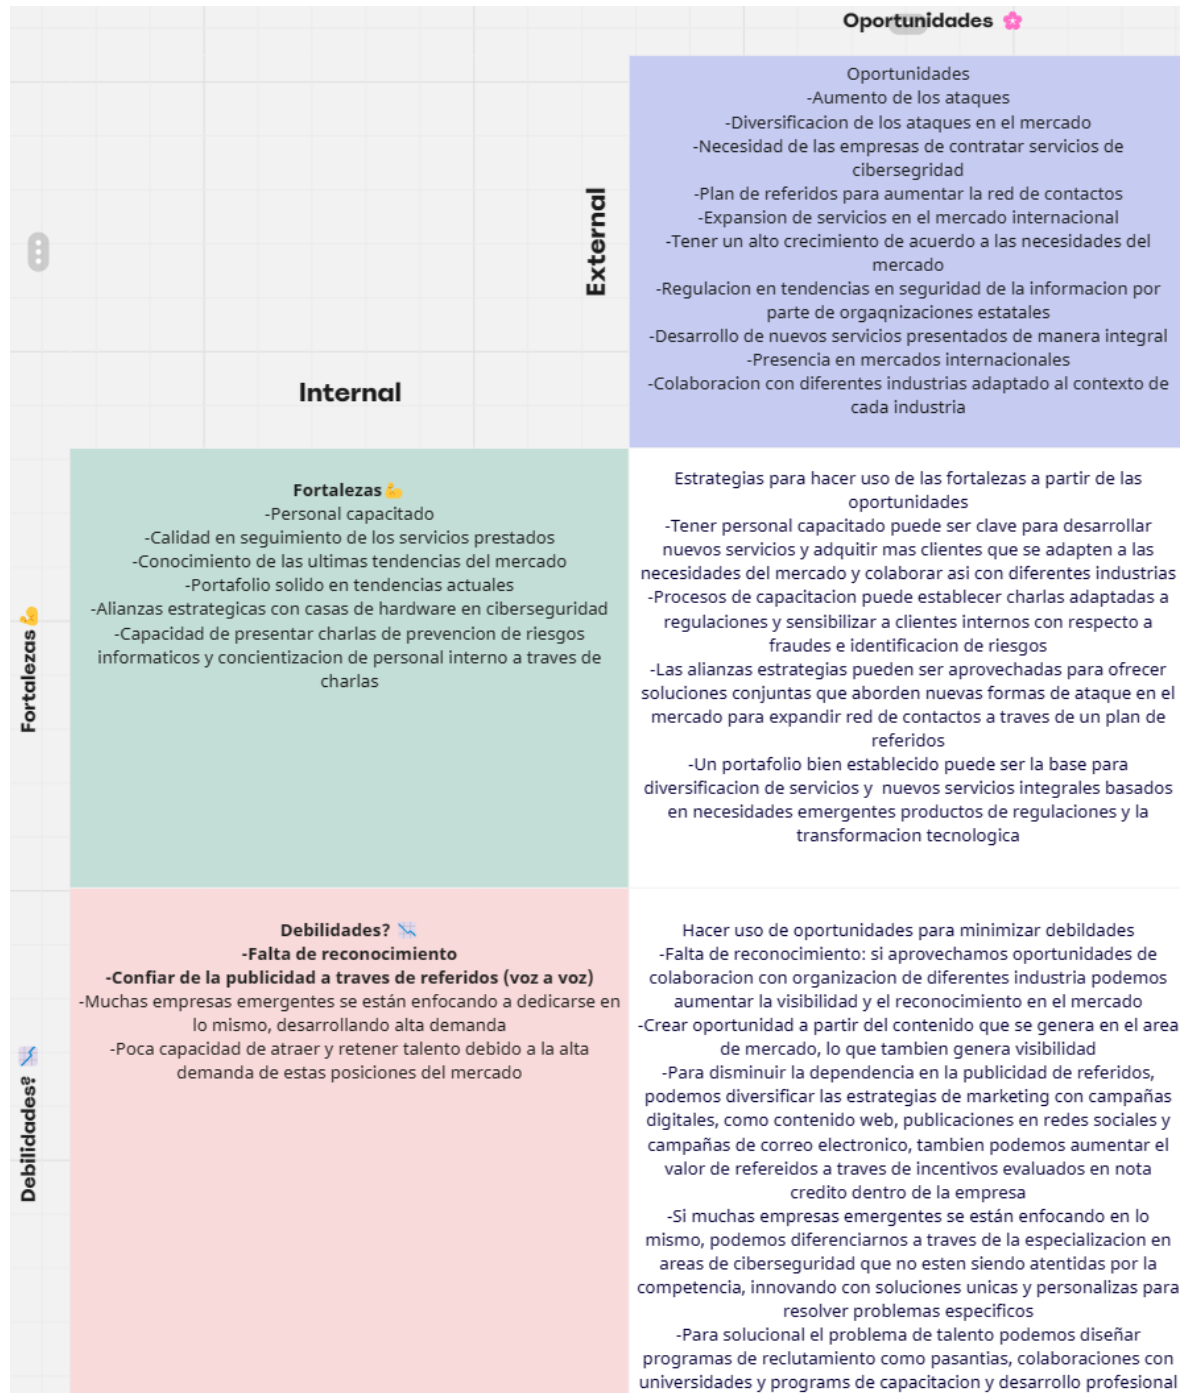 Oportunidades
External
Oportunidades
-Aumento de los ataques
-Diversificacion de los ataques en el mercado
-Necesidad de las empresas de contratar servicios de
cibersegridad
-Plan de referidos para aumentar la red de contactos
-Expansion de servicios en el mercado internacional
-Tener un alto crecimiento de acuerdo a las necesidades del
mercado
-Regulacion en tendencias en seguridad de la informacion por
parte de orgaqnizaciones estatales
-Desarrollo de nuevos servicios presentados de manera integral
-Presencia en mercados internacionales
-Colaboracion con diferentes industrias adaptado al contexto de
cada industria
Internal
Fortalezas
Fortalezas
-Personal capacitado
-Calidad en seguimiento de los servicios prestados
-Conocimiento de las ultimas tendencias del mercado
-Portafolio solido en tendencias actuales
-Alianzas estrategicas con casas de hardware en ciberseguridad
-Capacidad de presentar charlas de prevencion de riesgos
informaticos y concientizacion de personal interno a traves de
charlas
Estrategias para hacer uso de las fortalezas a partir de las
oportunidades
-Tener personal capacitado puede ser clave para desarrollar
nuevos servicios y adquitir mas clientes que se adapten a las
necesidades del mercado y colaborar asi con diferentes industrias
-Procesos de capacitacion puede establecer charlas adaptadas a
regulaciones y sensibilizar a clientes internos con respecto a
fraudes e identificacion de riesgos
-Las alianzas estrategias pueden ser aprovechadas para ofrecer
soluciones conjuntas que aborden nuevas formas de ataque en el
mercado para expandir red de contactos a traves de un plan de
referidos
-Un portafolio bien establecido puede ser la base para
diversificacion de servicios y  nuevos servicios integrales basados
en necesidades emergentes productos de regulaciones y la
transformacion tecnologica
Debilidades?
Debilidades?
-Falta de reconocimiento
-Confiar de la publicidad a traves de referidos (voz a voz)
-Muchas empresas emergentes se están enfocando a dedicarse en
lo mismo, desarrollando alta demanda
-Poca capacidad de atraer y retener talento debido a la alta
demanda de estas posiciones del mercado
Hacer uso de oportunidades para minimizar debildades
-Falta de reconocimiento: si aprovechamos oportunidades de
colaboracion con organizacion de diferentes industria podemos
aumentar la visibilidad y el reconocimiento en el mercado
-Crear oportunidad a partir del contenido que se genera en el area
de mercado, lo que tambien genera visibilidad
-Para disminuir la dependencia en la publicidad de referidos,
podemos diversificar las estrategias de marketing con campañas
digitales, como contenido web, publicaciones en redes sociales y
campañas de correo electronico, tambien podemos aumentar el
valor de refereidos a traves de incentivos evaluados en nota
credito dentro de la empresa
-Si muchas empresas emergentes se están enfocando en lo
mismo, podemos diferenciarnos a traves de la especializacion en
areas de ciberseguridad que no esten siendo atentidas por la
competencia, innovando con soluciones unicas y personalizas para
resolver problemas especificos
-Para solucional el problema de talento podemos diseñar
programas de reclutamiento como pasantias, colaboraciones con
universidades y programs de capacitacion y desarrollo profesional